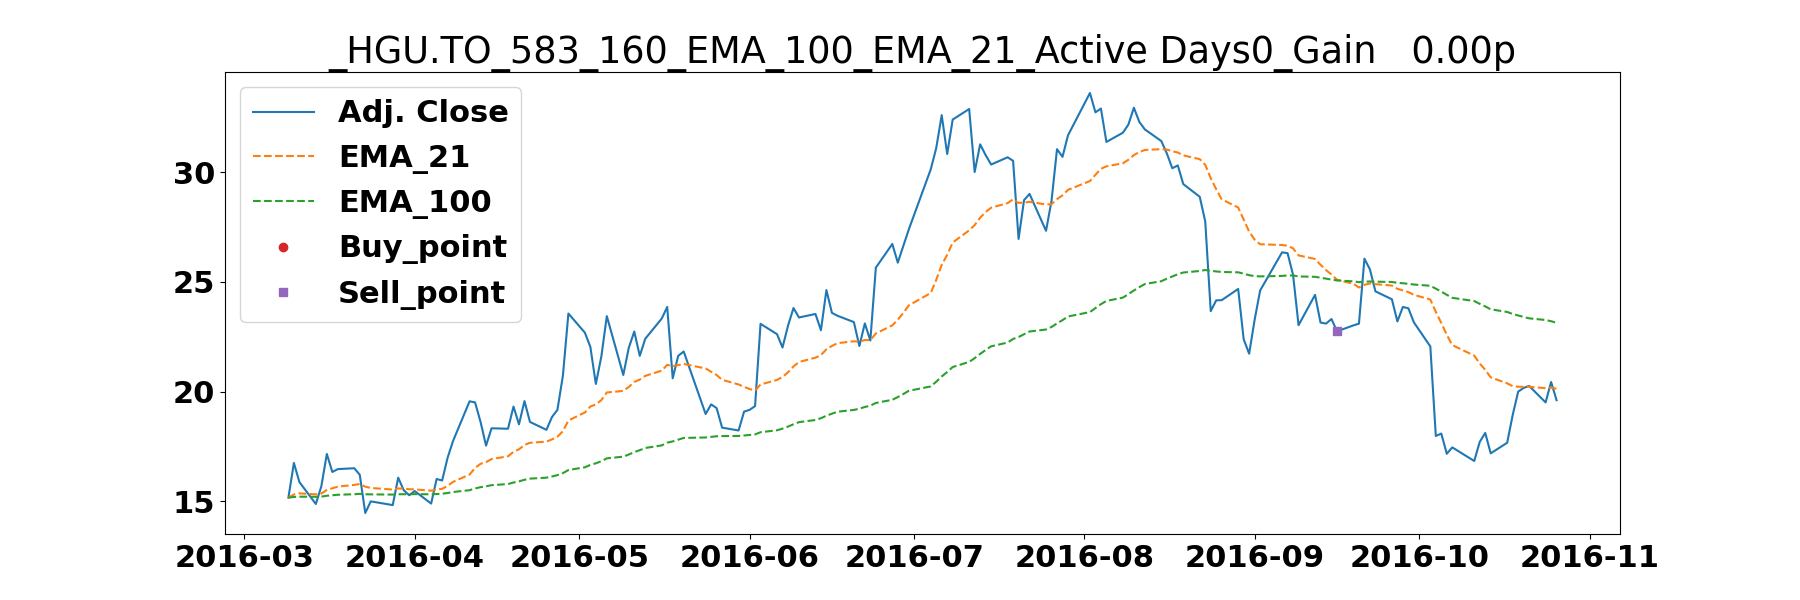 _HGU.TO_583_160_EMA_100_EMA_21_Active Days0_Gain   0.00p
Adj. Close
EMA_21
EMA_100
Buy_point
Sell_point
30
25
20
15
2016-03 2016-04 2016-05 2016-06 2016-07 2016-08 2016-09 2016-10 2016-11